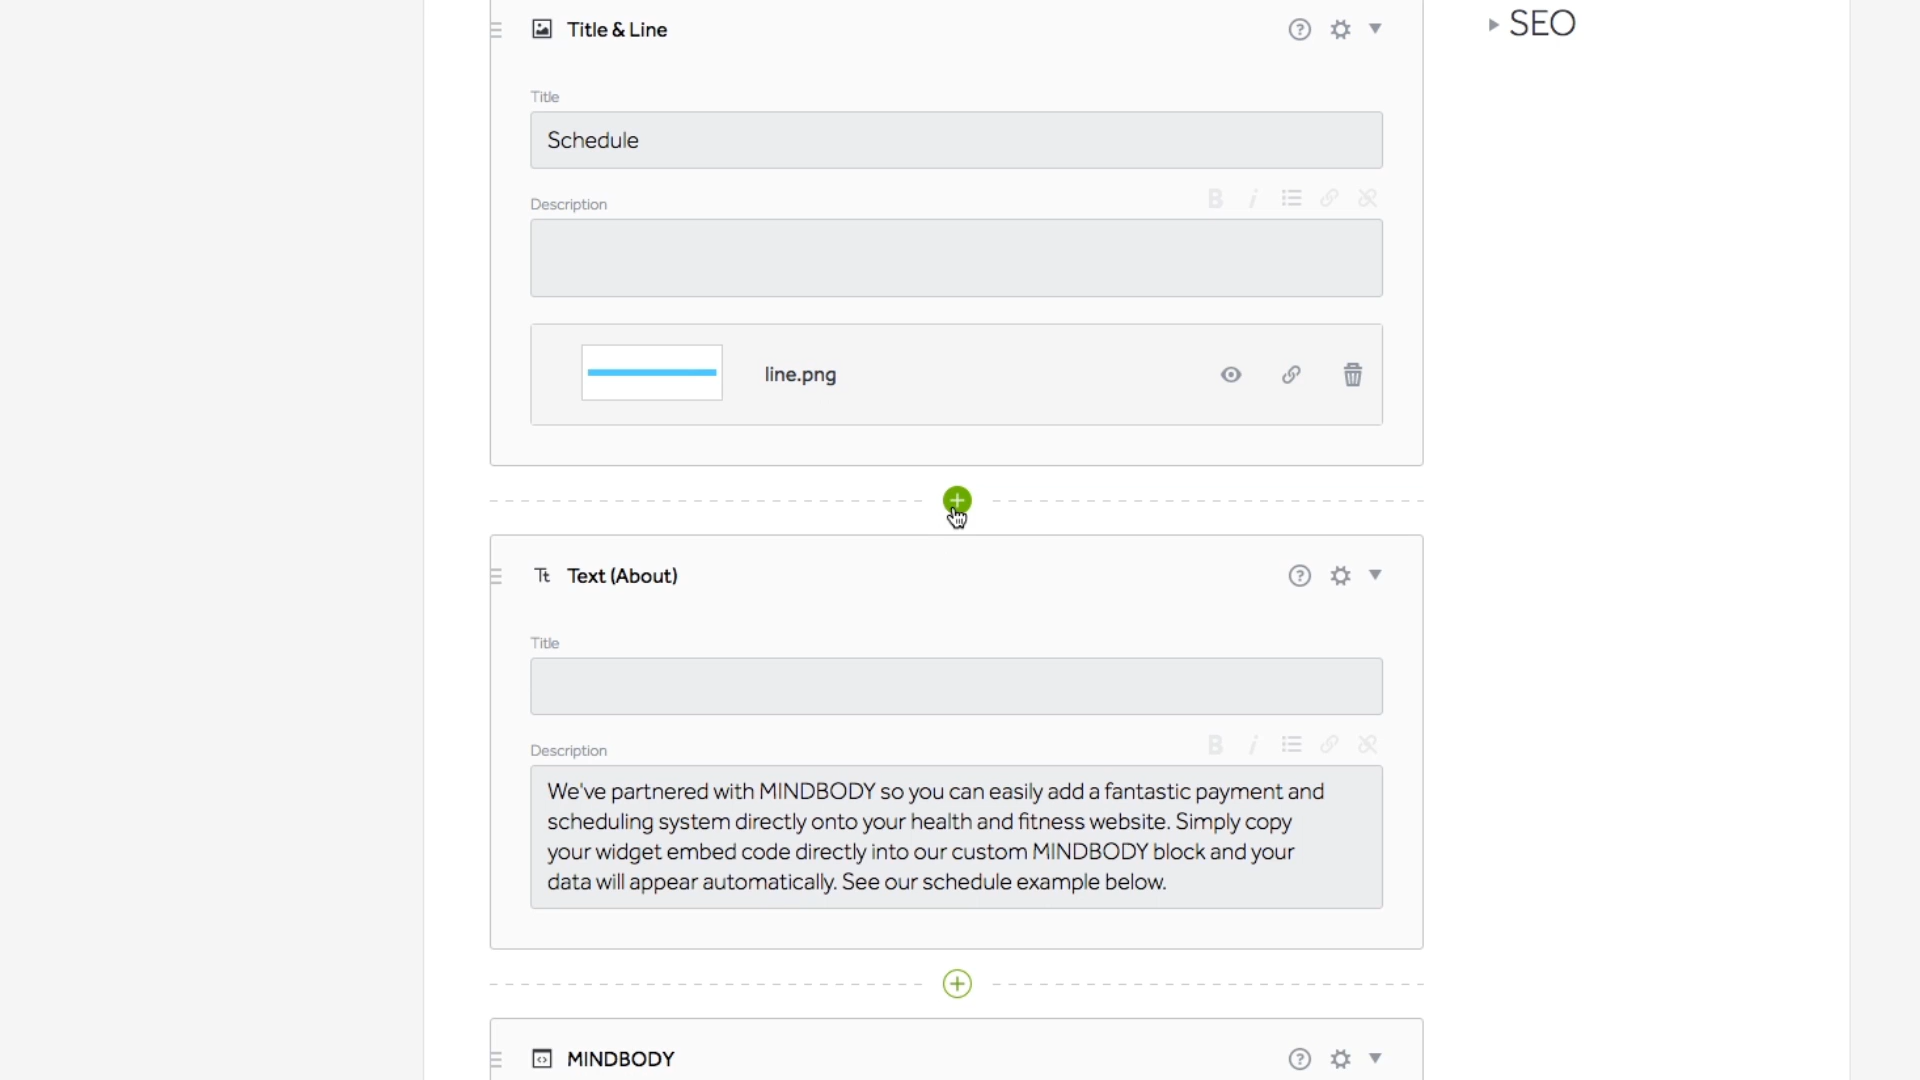 Title & Line
SEO
Title
Schedule
Description
B i
line.png
Tt Text (About)
Title
Description
B i
We've partnered with MINDBODY so you can easily add a fantastic payment and
scheduling system directly onto your health and fitness website. Simply copy
your widget embed code directly into our custom MINDBODY block and your
data will appear automatically. See our schedule example below.
MINDBODY